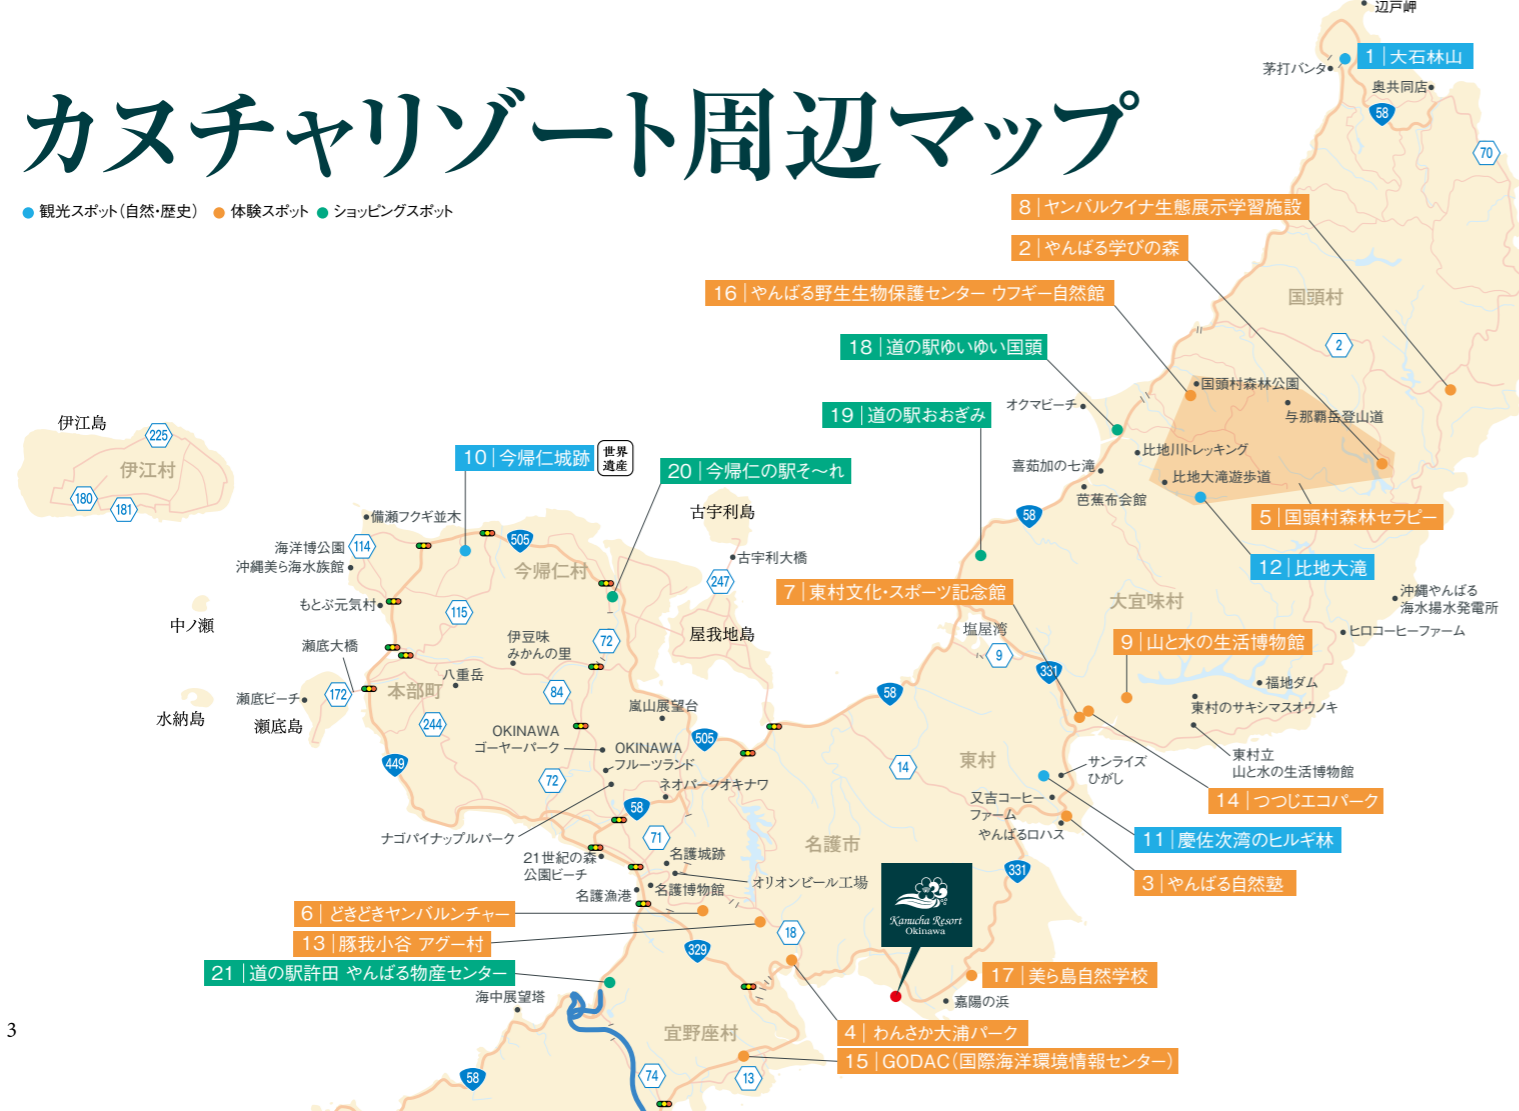 カヌチャリゾート周辺マップ
観光スポット（自然・歴史）
体験スポット
ショッピングスポット
辺戸岬
1｜大石林山
茅打バンタ
奥共同店
58
70
8｜ヤンバルクイナ生態展示学習施設
2｜やんばる学びの森
16｜やんばる野生生物保護センター ウフギー自然館
国頭村
18｜道の駅ゆいゆい国頭
2
国頭村森林公園
オクマビーチ
与那覇岳登山道
19｜道の駅おおぎみ
比地川トレッキング
喜茹加の七滝
比地大滝遊歩道
芭蕉布会館
58
5｜国頭村森林セラピー
12｜比地大滝
伊江島
225
伊江村
180
181
10｜今帰仁城跡
世界
遺産
20｜今帰仁の駅そ〜れ
古宇利島
備瀬フクギ並木
505
海洋博公園
114
沖縄美ら海水族館
今帰仁村
古宇利大橋
247
7｜東村文化・スポーツ記念館
大宜味村
沖縄やんばる
海水揚水発電所
もとぶ元気村
115
中ノ瀬
屋我地島
塩屋湾
9｜山と水の生活博物館
ヒロコーヒーファーム
瀬底大橋
伊豆味
みかんの里
72
9
331
八重岳
福地ダム
瀬底ビーチ
172
本部町
84
58
東村のサキシマスオウノキ
水納島
瀬底島
244
嵐山展望台
OKINAWA
ゴーヤーパーク
505
OKINAWA
フルーツランド
449
東村
14
サンライズ
ひがし
東村立
山と水の生活博物館
72
ネオパークオキナワ
又吉コーヒー
ファーム
14｜つつじエコパーク
58
ナゴパイナップルパーク
71
やんばるロハス
11｜慶佐次湾のヒルギ林
名護市
21世紀の森
公園ビーチ
名護城跡
331
3｜やんばる自然塾
オリオンビール工場
名護漁港
名護博物館
Kanucha Resort
Okinawa
6｜どきどきヤンバルンチャー
13｜豚我小谷 アグー村
18
329
21｜道の駅許田 やんばる物産センター
17｜美ら島自然学校
海中展望塔
嘉陽の浜
宜野座村
4｜わんさか大浦パーク
15｜GODAC（国際海洋環境情報センター）
58
74
13
3